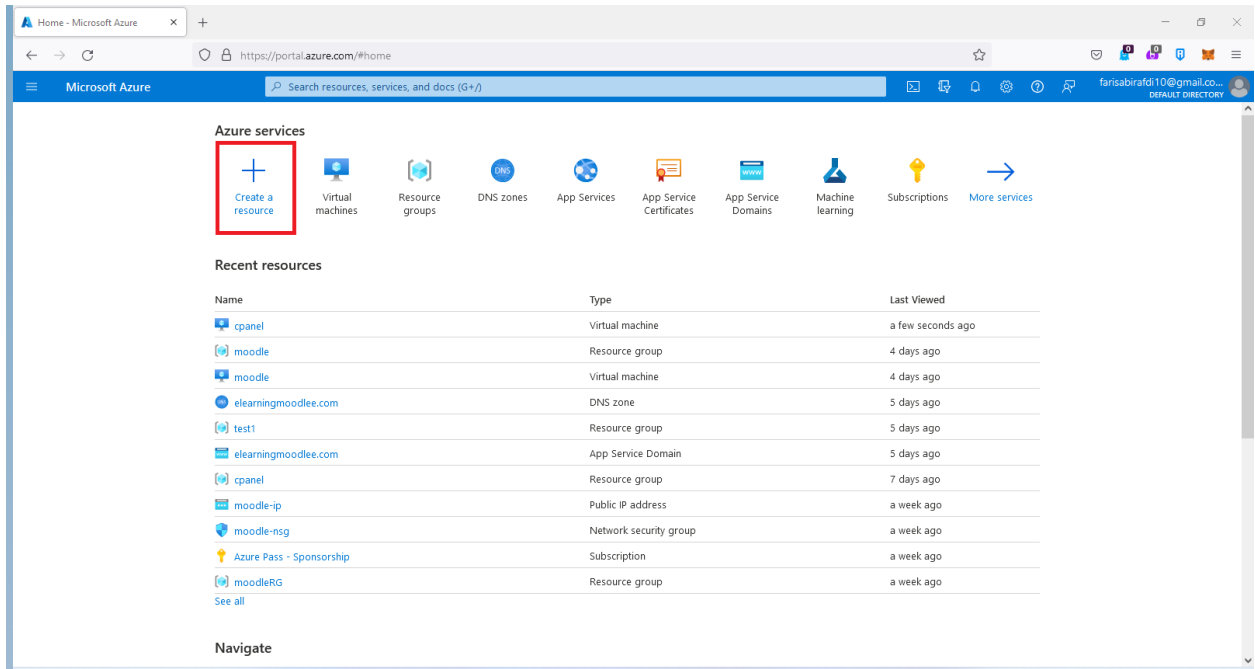 Home - Microsoft Azure
https://portal.azure.com/#home
0 0
Microsoft Azure
Search resources, services, and docs (G+/)
farisabirafdi10@gmail.co...
DEFAULT DIRECTORY
Azure services
Create a resource
Virtual machines
Resource groups
DNS
DNS zones
App Services
App Service Certificates
www
App Service Domains
Machine learning
Subscriptions
More services
Recent resources
Name Type Last Viewed
cpanel Virtual machine a few seconds ago
moodle Resource group 4 days ago
moodle Virtual machine 4 days ago
elearningmoodlee.com DNS zone 5 days ago
test1 Resource group 5 days ago
elearningmoodlee.com App Service Domain 5 days ago
cpanel Resource group 7 days ago
moodle-ip Public IP address a week ago
moodle-nsg Network security group a week ago
Azure Pass - Sponsorship Subscription a week ago
moodleRG Resource group a week ago
See all
Navigate